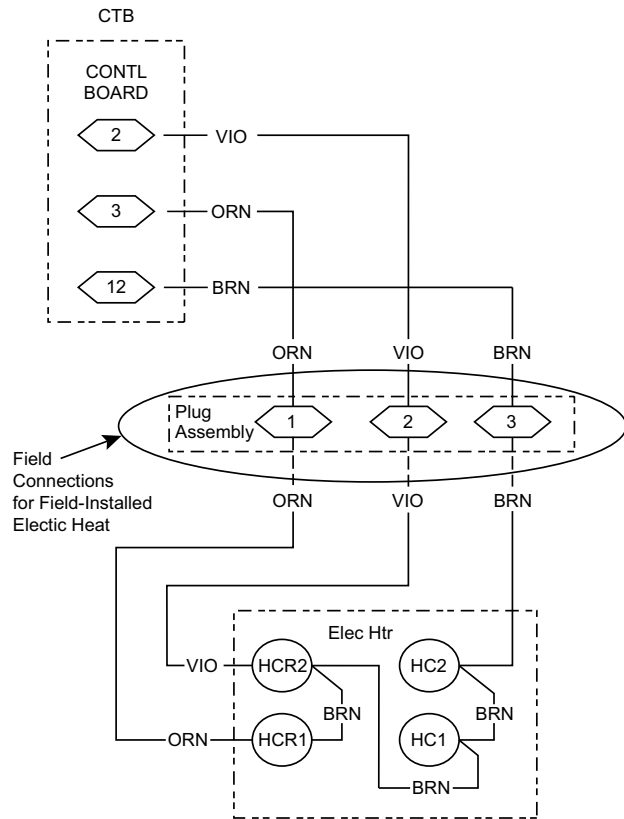 CTB
CONTL
BOARD
2
VIO
3
ORN
12
BRN
ORN
VIO
BRN
Plug
Assembly
1
2
3
Field
Connections
for Field-Installed
Electic Heat
ORN
VIO
BRN
Elec Htr
VIO
HCR2
HC2
BRN
BRN
ORN
HCR1
HC1
BRN